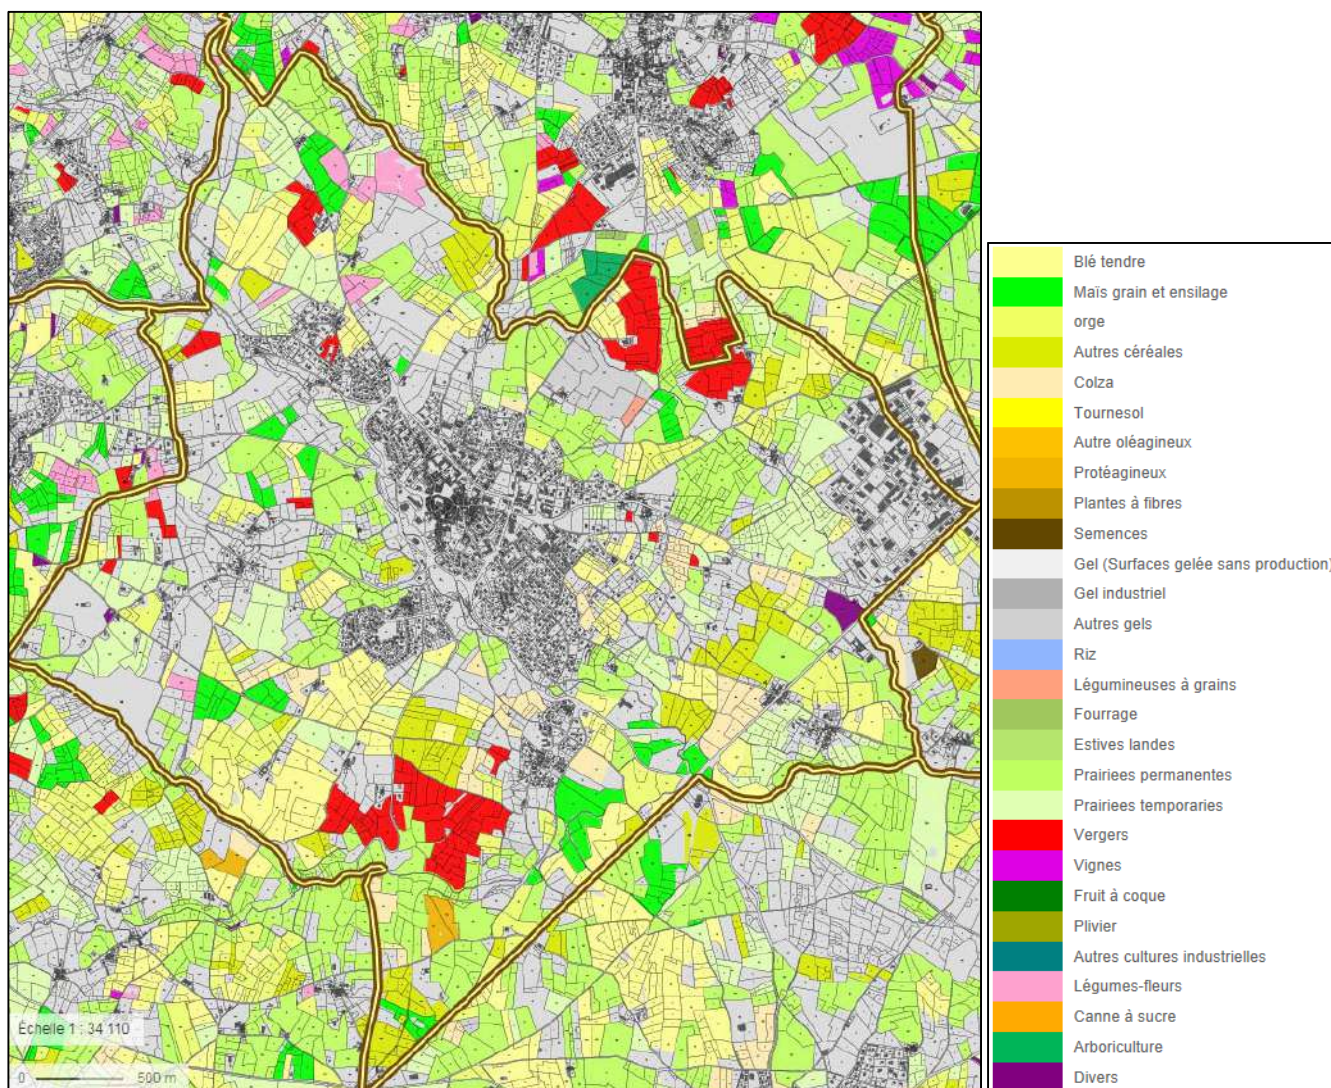 Blé tendre
Maïs grain et ensilage
orge
Autres céréales
Colza
Tournesol
Autre oléagineux
Protéagineux
Plantes à fibres
Semences
Gel (Surfaces gelée sans production)
Gel industriel
Autres gels
Riz
Légumineuses à grains
Fourrage
Estives landes
Prairiees permanentes
Prairiees temporaries
Vergers
Vignes
Fruit à coque
Plivier
Autres cultures industrielles
Légumes-fleurs
Canne à sucre
Arboriculture
Divers
Échelle 1 : 34 110
0 500 m